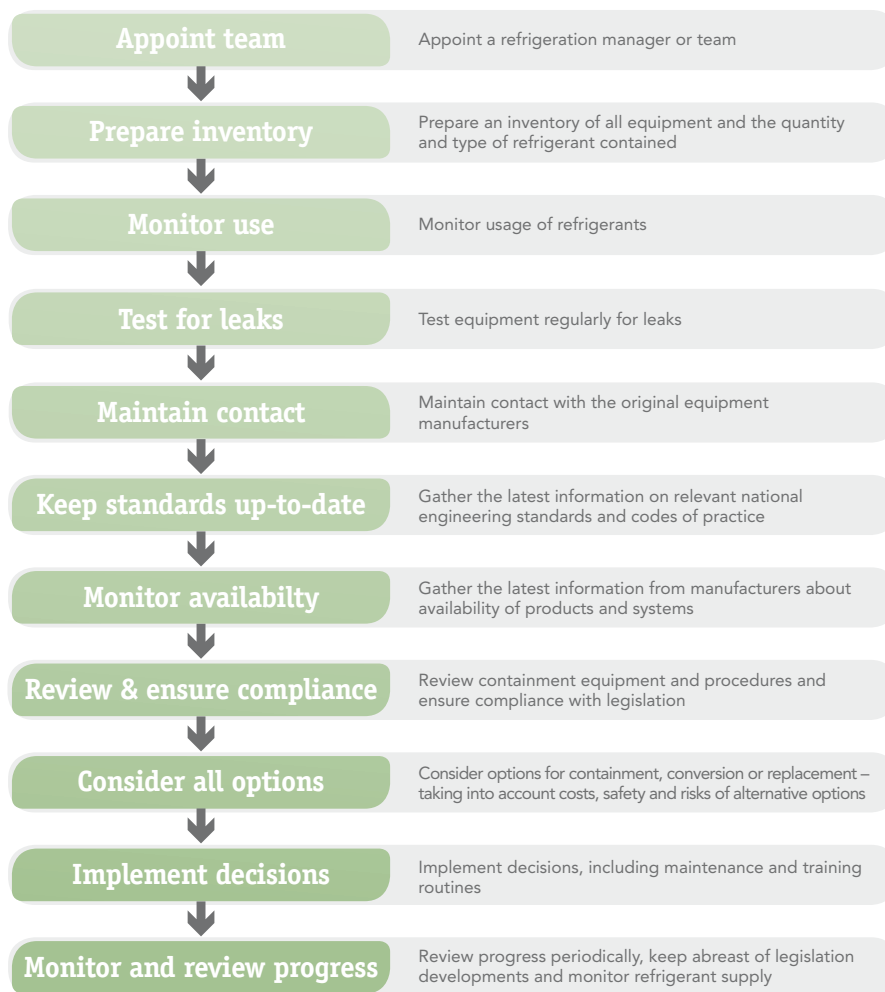 Appoint team
Appoint a refrigeration manager or team
Prepare inventory
Prepare an inventory of all equipment and the quantity
and type of refrigerant contained
Monitor use
Monitor usage of refrigerants
Test for leaks
Test equipment regularly for leaks
Maintain contact
Maintain contact with the original equipment
manufacturers
Keep standards up-to-date
Gather the latest information on relevant national
engineering standards and codes of practice
Monitor availabilty
Gather the latest information from manufacturers about
availability of products and systems
Review & ensure compliance
Review containment equipment and procedures and
ensure compliance with legislation
Consider all options
Consider options for containment, conversion or replacement –
taking into account costs, safety and risks of alternative options
Implement decisions
Implement decisions, including maintenance and training
routines
Monitor and review progress
Review progress periodically, keep abreast of legislation
developments and monitor refrigerant supply